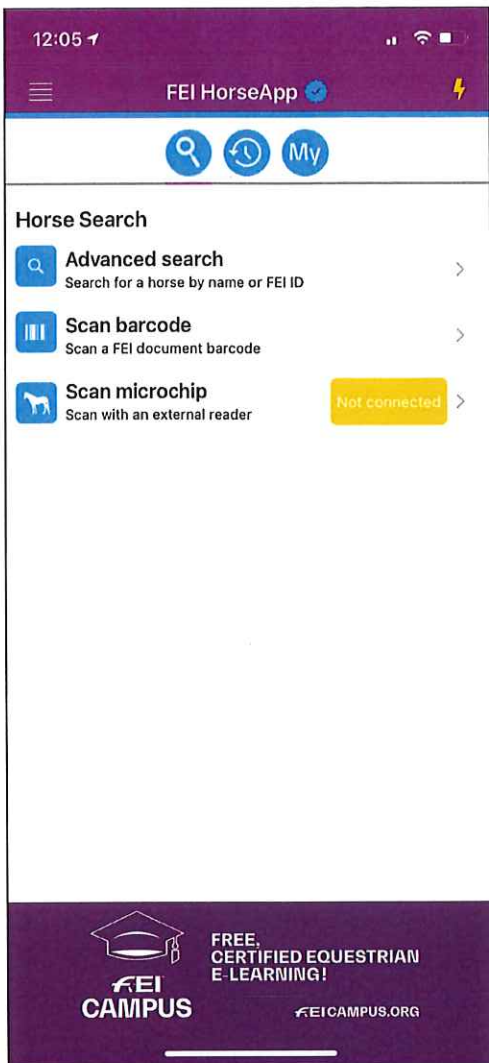 12:05
FEI HorseApp
My
Horse Search
Advanced search
Search for a horse by name or FEI ID
Scan barcode
Scan a FEI document barcode
Scan microchip
Scan with an external reader
Not connected
FREE,
CERTIFIED EQUESTRIAN
E-LEARNING!
FEI
CAMPUS
FEICAMPUS.ORG